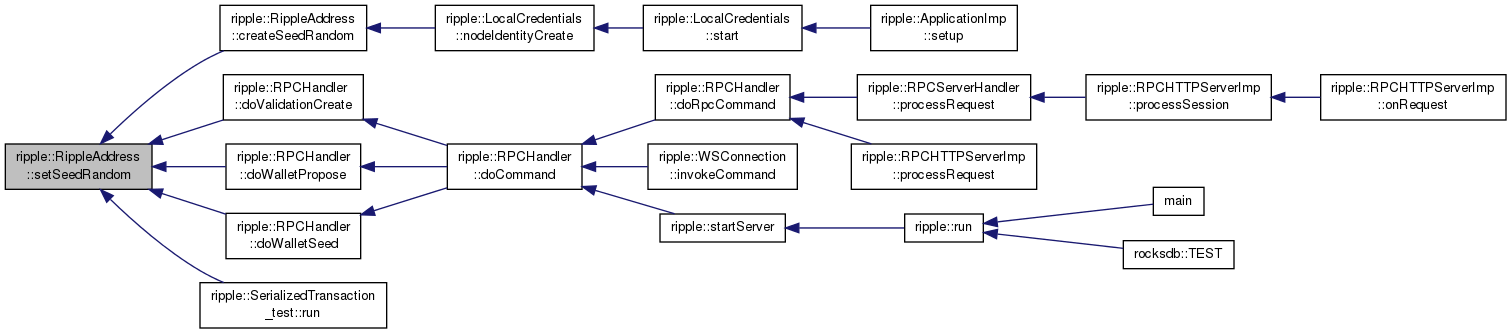 ripple::RippleAddress
::createSeedRandom
ripple::LocalCredentials
::nodeIdentityCreate
ripple::LocalCredentials
::start
ripple::ApplicationImp
::setup
ripple::RPCHandler
::doValidationCreate
ripple::RPCHandler
::doRpcCommand
ripple::RPCServerHandler
::processRequest
ripple::RPCHTTPServerImp
::processSession
ripple::RPCHTTPServerImp
::onRequest
ripple::RippleAddress
::setSeedRandom
ripple::RPCHandler
::doWalletPropose
ripple::RPCHandler
::doCommand
ripple::WSConnection
::invokeCommand
ripple::RPCHTTPServerImp
::processRequest
ripple::RPCHandler
::doWalletSeed
ripple::startServer
ripple::run
main
rocksdb::TEST
ripple::SerializedTransaction
_test::run